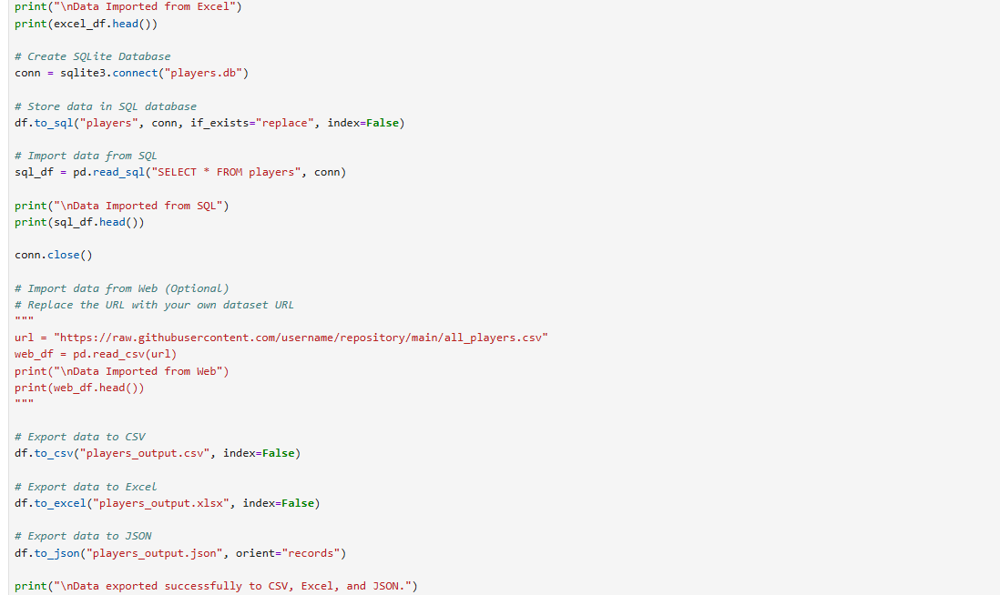 print("\nData Imported from Excel")
print(excel_df.head())
# Create SQLite Database
conn = sqlite3.connect("players.db")
# Store data in SQL database
df.to_sql("players", conn, if_exists="replace", index=False)
# Import data from SQL
sql_df = pd.read_sql("SELECT * FROM players", conn)
print("\nData Imported from SQL")
print(sql_df.head())
conn.close()
# Import data from Web (Optional)
# Replace the URL with your own dataset URL
"""
url = "https://raw.githubusercontent.com/username/repository/main/all_players.csv"
web_df = pd.read_csv(url)
print("\nData Imported from Web")
print(web_df.head())
"""
# Export data to CSV
df.to_csv("players_output.csv", index=False)
# Export data to Excel
df.to_excel("players_output.xlsx", index=False)
# Export data to JSON
df.to_json("players_output.json", orient="records")
print("\nData exported successfully to CSV, Excel, and JSON.")